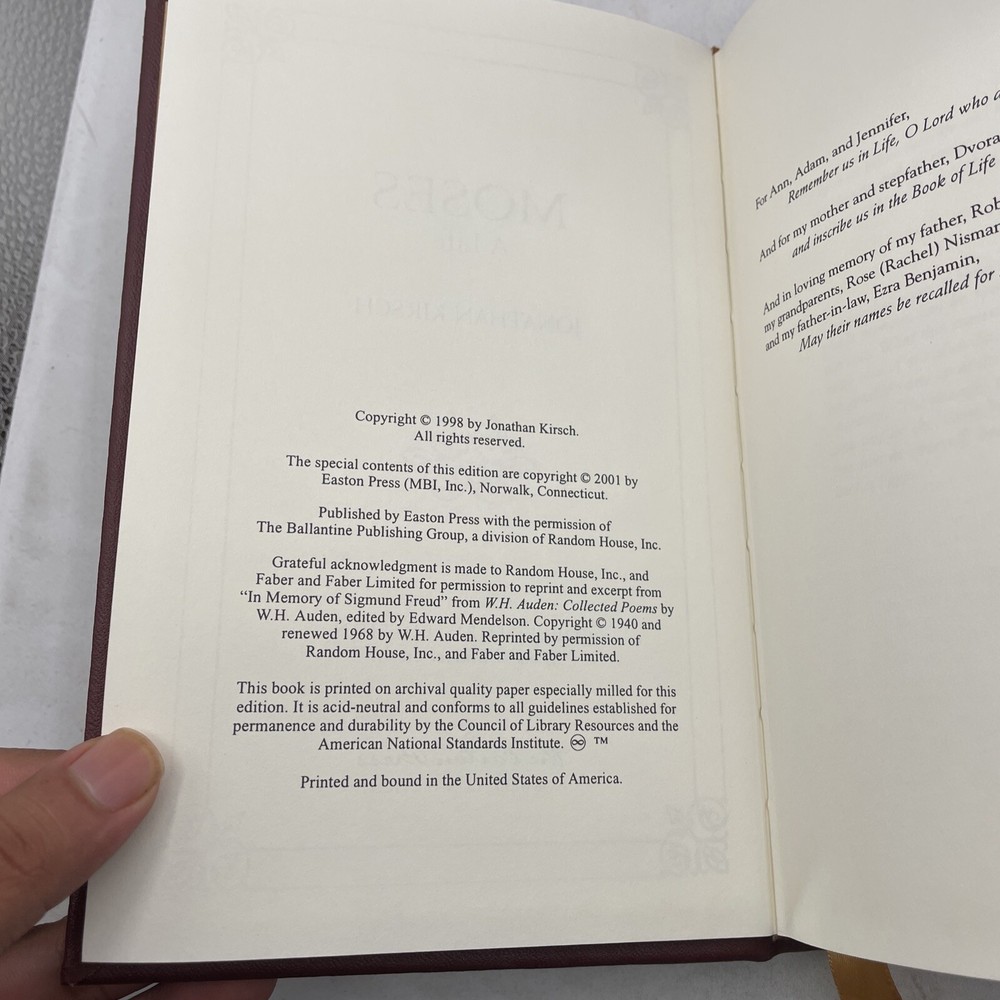 Copyright © 1998 by Jonathan Kirsch.
All rights reserved.
The special contents of this edition are copyright © 2001 by
Easton Press (MBI, Inc.), Norwalk, Connecticut.
Published by Easton Press with the permission of
The Ballantine Publishing Group, a division of Random House, Inc.
Grateful acknowledgment is made to Random House, Inc., and
Faber and Faber Limited for permission to reprint and excerpt from
“In Memory of Sigmund Freud” from W.H. Auden: Collected Poems by
W.H. Auden, edited by Edward Mendelson. Copyright © 1940 and
renewed 1968 by W.H. Auden. Reprinted by permission of
Random House, Inc., and Faber and Faber Limited.
This book is printed on archival quality paper especially milled for this
edition. It is acid-neutral and conforms to all guidelines established for
permanence and durability by the Council of Library Resources and the
American National Standards Institute. ♾ ™
Printed and bound in the United States of America.
For Ann, Adam, and Jennifer,
Remember us in Life, O Lord who
And for my mother and stepfather, Dvora
and inscribe us in the Book of Life
And in loving memory of my father, Rob
my grandparents, Rose (Rachel) Nisman
and my father-in-law, Ezra Benjamin,
May their names be recalled for